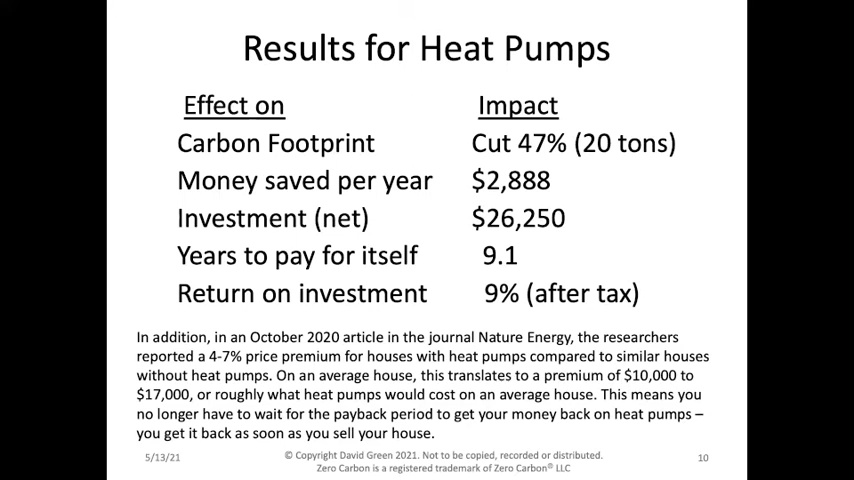 Results for Heat Pumps
Effect on Impact
Carbon Footprint Cut 47% (20 tons)
Money saved per year $2,888
Investment (net) $26,250
Years to pay for itself 9.1
Return on investment 9% (after tax)
In addition, in an October 2020 article in the journal Nature Energy, the researchers
reported a 4-7% price premium for houses with heat pumps compared to similar houses
without heat pumps. On an average house, this translates to a premium of $10,000 to
$17,000, or roughly what heat pumps would cost on an average house. This means you
no longer have to wait for the payback period to get your money back on heat pumps –
you get it back as soon as you sell your house.
5/13/21 © Copyright David Green 2021. Not to be copied, recorded or distributed. 10
Zero Carbon is a registered trademark of Zero Carbon® LLC